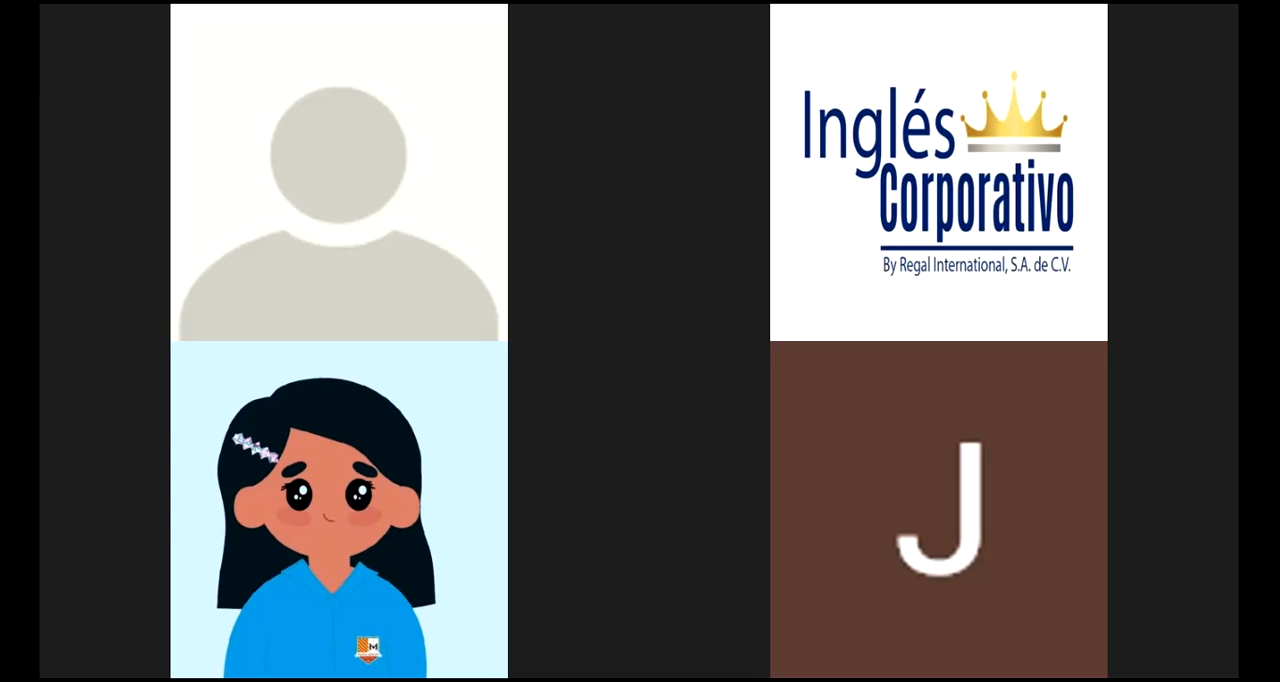 Inglés
Corporativo
By Regal International, S.A. de C.V.
M
J